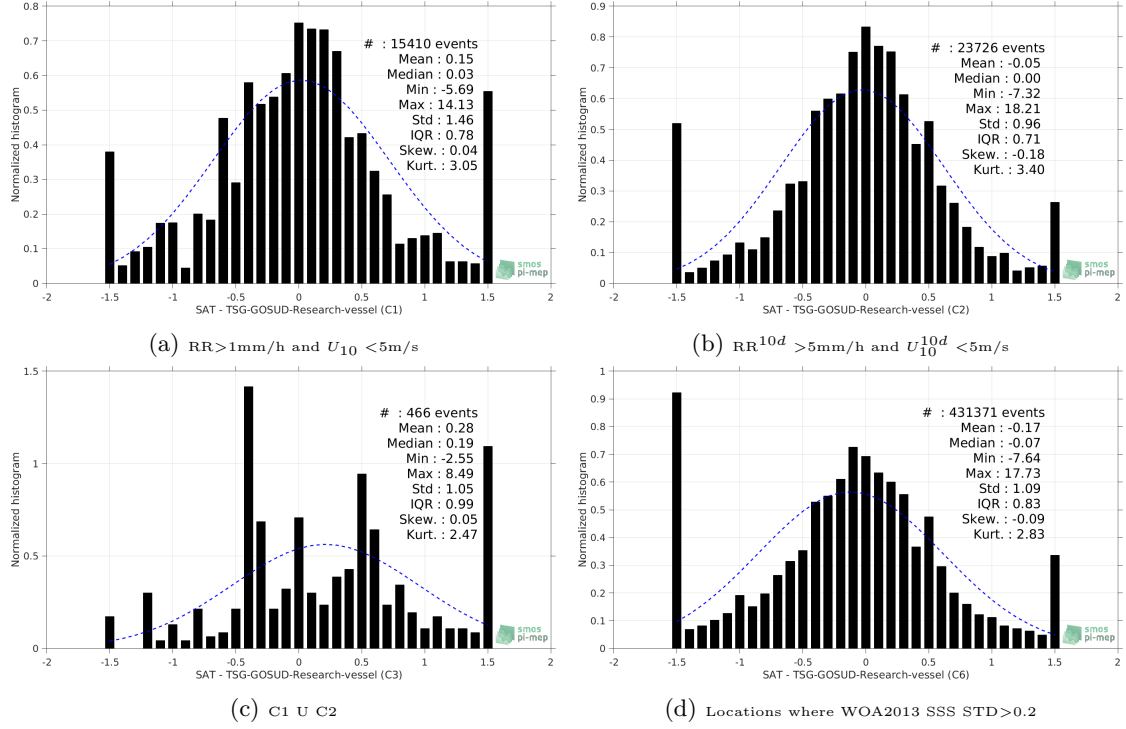 0.8
0.7
0.6
0.5
0.4
0.3
0.2
0.1
0
Normalized histogram
# : 15410 events
Mean : 0.15
Median : 0.03
Min : -5.69
Max : 14.13
Std : 1.46
IQR : 0.78
Skew. : 0.04
Kurt. : 3.05
smos
pi-mep
-2 -1.5 -1 -0.5 0 0.5 1 1.5 2
SAT - TSG-GOSUD-Research-vessel (C1)
(a) RR>1mm/h and U10 <5m/s
0.9
0.8
0.7
0.6
0.5
0.4
0.3
0.2
0.1
0
Normalized histogram
# : 23726 events
Mean : -0.05
Median : 0.00
Min : -7.32
Max : 18.21
Std : 0.96
IQR : 0.71
Skew. : -0.18
Kurt. : 3.40
smos
pi-mep
-2 -1.5 -1 -0.5 0 0.5 1 1.5 2
SAT - TSG-GOSUD-Research-vessel (C2)
(b) RR10d >5mm/h and U10d10 <5m/s
1.5
1
0.5
0
Normalized histogram
# : 466 events
Mean : 0.28
Median : 0.19
Min : -2.55
Max : 8.49
Std : 1.05
IQR : 0.99
Skew. : 0.05
Kurt. : 2.47
smos
pi-mep
-2 -1.5 -1 -0.5 0 0.5 1 1.5 2
SAT - TSG-GOSUD-Research-vessel (C3)
(c) C1 U C2
1
0.9
0.8
0.7
0.6
0.5
0.4
0.3
0.2
0.1
0
Normalized histogram
# : 431371 events
Mean : -0.17
Median : -0.07
Min : -7.64
Max : 17.73
Std : 1.09
IQR : 0.83
Skew. : -0.09
Kurt. : 2.83
smos
pi-mep
-2 -1.5 -1 -0.5 0 0.5 1 1.5 2
SAT - TSG-GOSUD-Research-vessel (C6)
(d) Locations where WOA2013 SSS STD>0.2